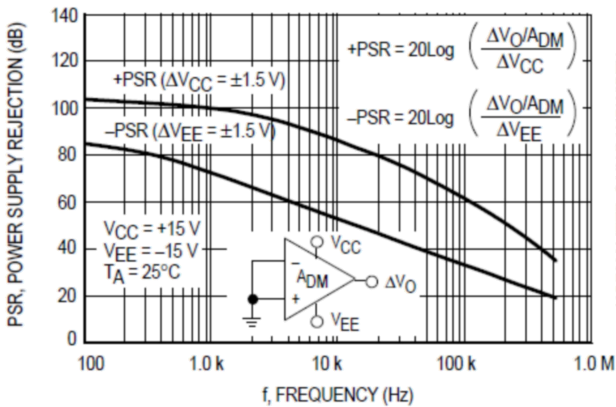 PSR, POWER SUPPLY REJECTION (dB)
140
120
100
80
60
40
20
0
+PSR = 20Log (ΔVO/ADM / ΔVCC)
+PSR (ΔVCC = ±1.5 V)
–PSR = 20Log (ΔVO/ADM / ΔVEE)
–PSR (ΔVEE = ±1.5 V)
VCC = +15 V
VEE = –15 V
TA = 25°C
VCC
–
ADM
+
ΔVO
VEE
100
1.0 k
10 k
100 k
1.0 M
f, FREQUENCY (Hz)